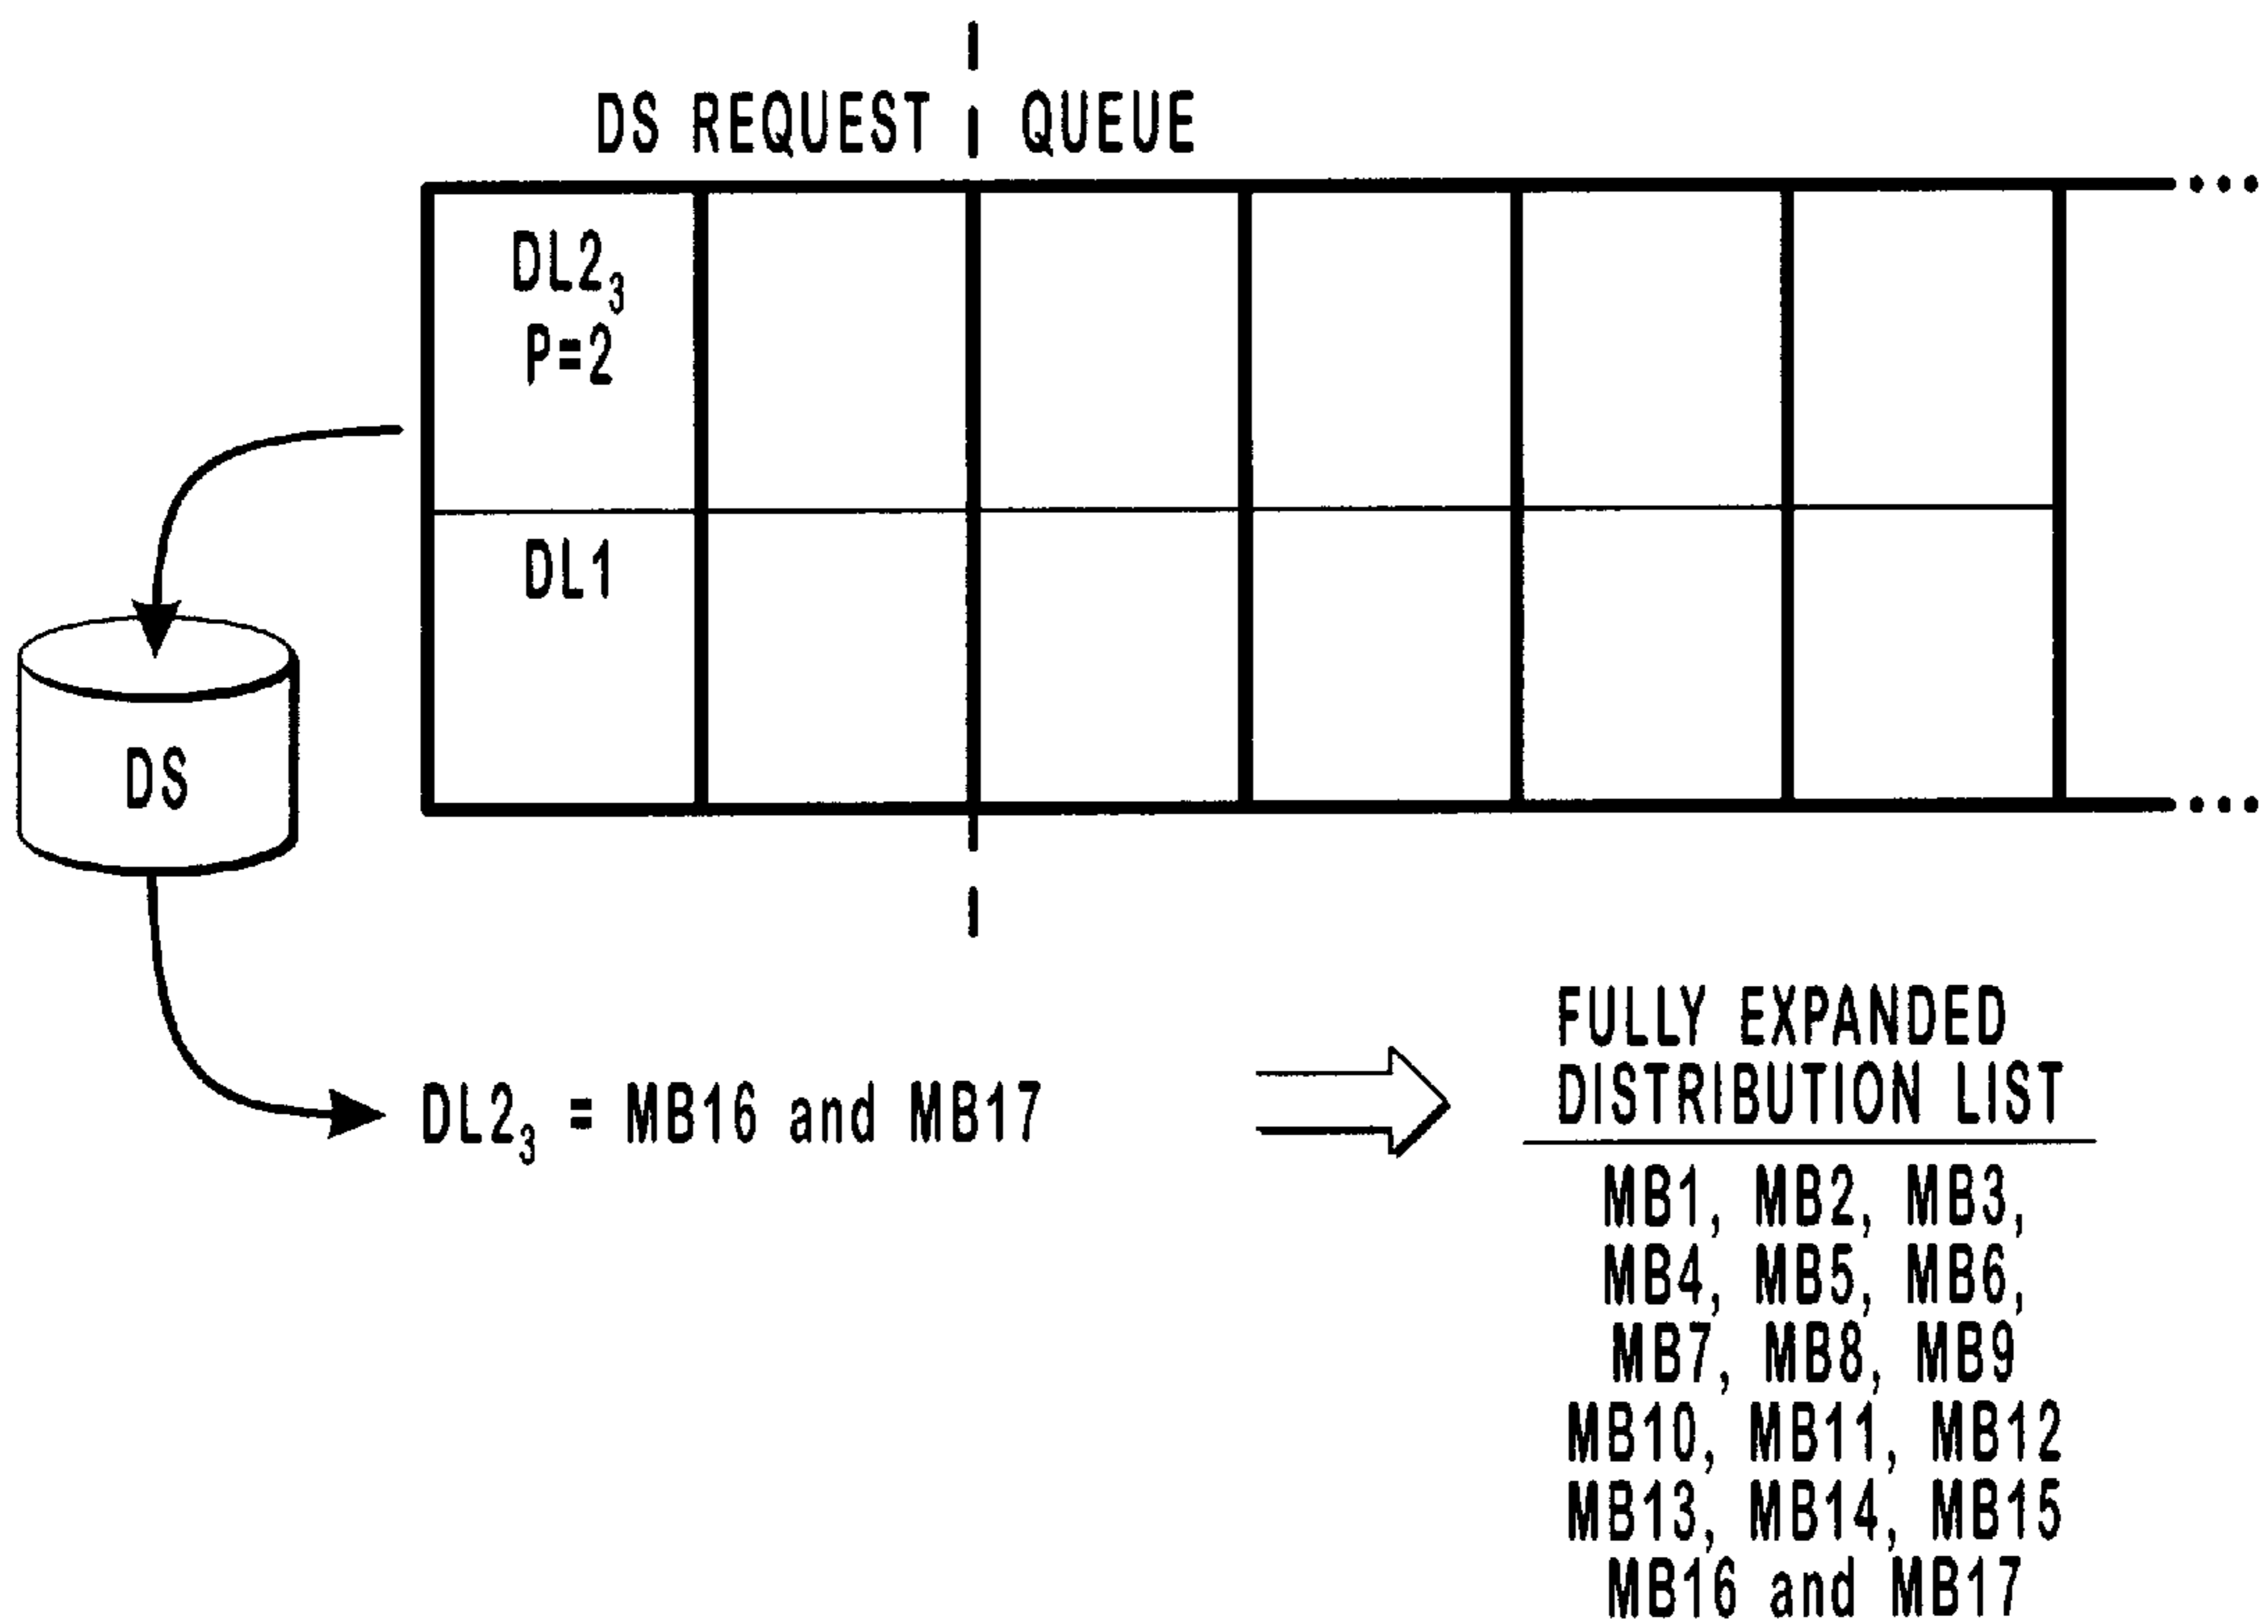 DS REQUEST QUEUE
DL2₃
P=2
DL1
DS
DL2₃ = MB16 and MB17
FULLY EXPANDED
DISTRIBUTION LIST
MB1, MB2, MB3,
MB4, MB5, MB6,
MB7, MB8, MB9
MB10, MB11, MB12
MB13, MB14, MB15
MB16 and MB17